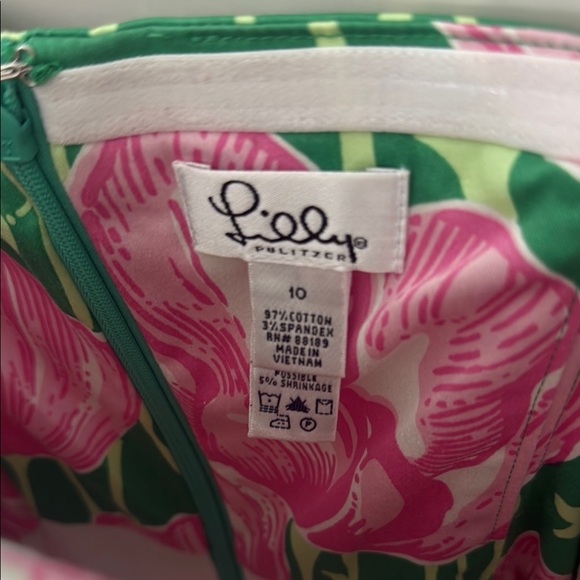 Lilly®
PULITZER
10
97% COTTON
3% SPANDEX
RN# 88189
MADE IN
VIETNAM
POSSIBLE
5% SHRINKAGE
P